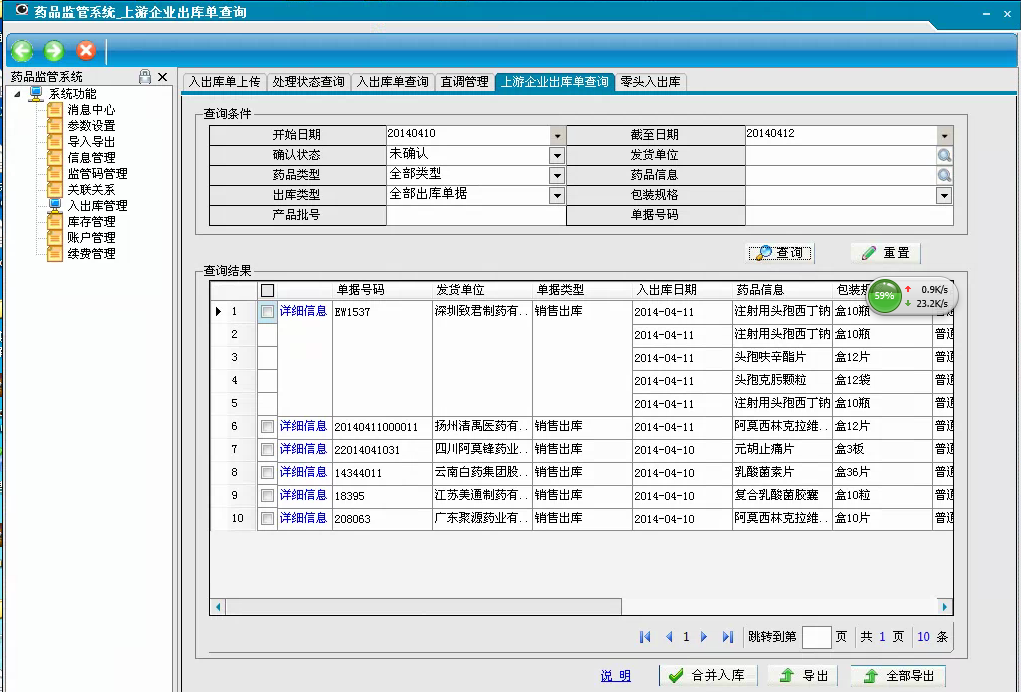 药品监管系统_上游企业出库单查询
药品监管系统
系统功能
消息中心
参数设置
导入导出
信息管理
监管码管理
关联关系
入出库管理
库存管理
账户管理
续费管理
入出库单上传 处理状态查询 入出库单查询 直调管理 上游企业出库单查询 零头入出库
查询条件
开始日期 20140410 截至日期 20140412
确认状态 未确认 发货单位
药品类型 全部类型 药品信息
出库类型 全部出库单据 包装规格
产品批号 单据号码
查询 重置
查询结果
单据号码 发货单位 单据类型 入出库日期 药品信息 包装规
59% 0.9K/s
23.2K/s
1 详细信息 EW1537 深圳致君制药有.. 销售出库 2014-04-11 注射用头孢西丁钠 盒10瓶
2 2014-04-11 注射用头孢西丁钠 盒10瓶 普通
3 2014-04-11 头孢呋辛酯片 盒12片 普通
4 2014-04-11 头孢克肟颗粒 盒12袋 普通
5 2014-04-11 注射用头孢西丁钠 盒10瓶 普通
6 详细信息 20140411000011 扬州清禹医药有.. 销售出库 2014-04-11 阿莫西林克拉维.. 盒12片 普通
7 详细信息 22014041031 四川阿莫锋药业.. 销售出库 2014-04-10 元胡止痛片 盒3板 普通
8 详细信息 14344011 云南白药集团股.. 销售出库 2014-04-10 乳酸菌素片 盒36片 普通
9 详细信息 18395 江苏美通制药有.. 销售出库 2014-04-10 复合乳酸菌胶囊 盒10粒 普通
10 详细信息 208063 广东聚源药业有.. 销售出库 2014-04-10 阿莫西林克拉维.. 盒10片 普通
1 跳转到第 页 共 1 页 10 条
说 明 合并入库 导出 全部导出